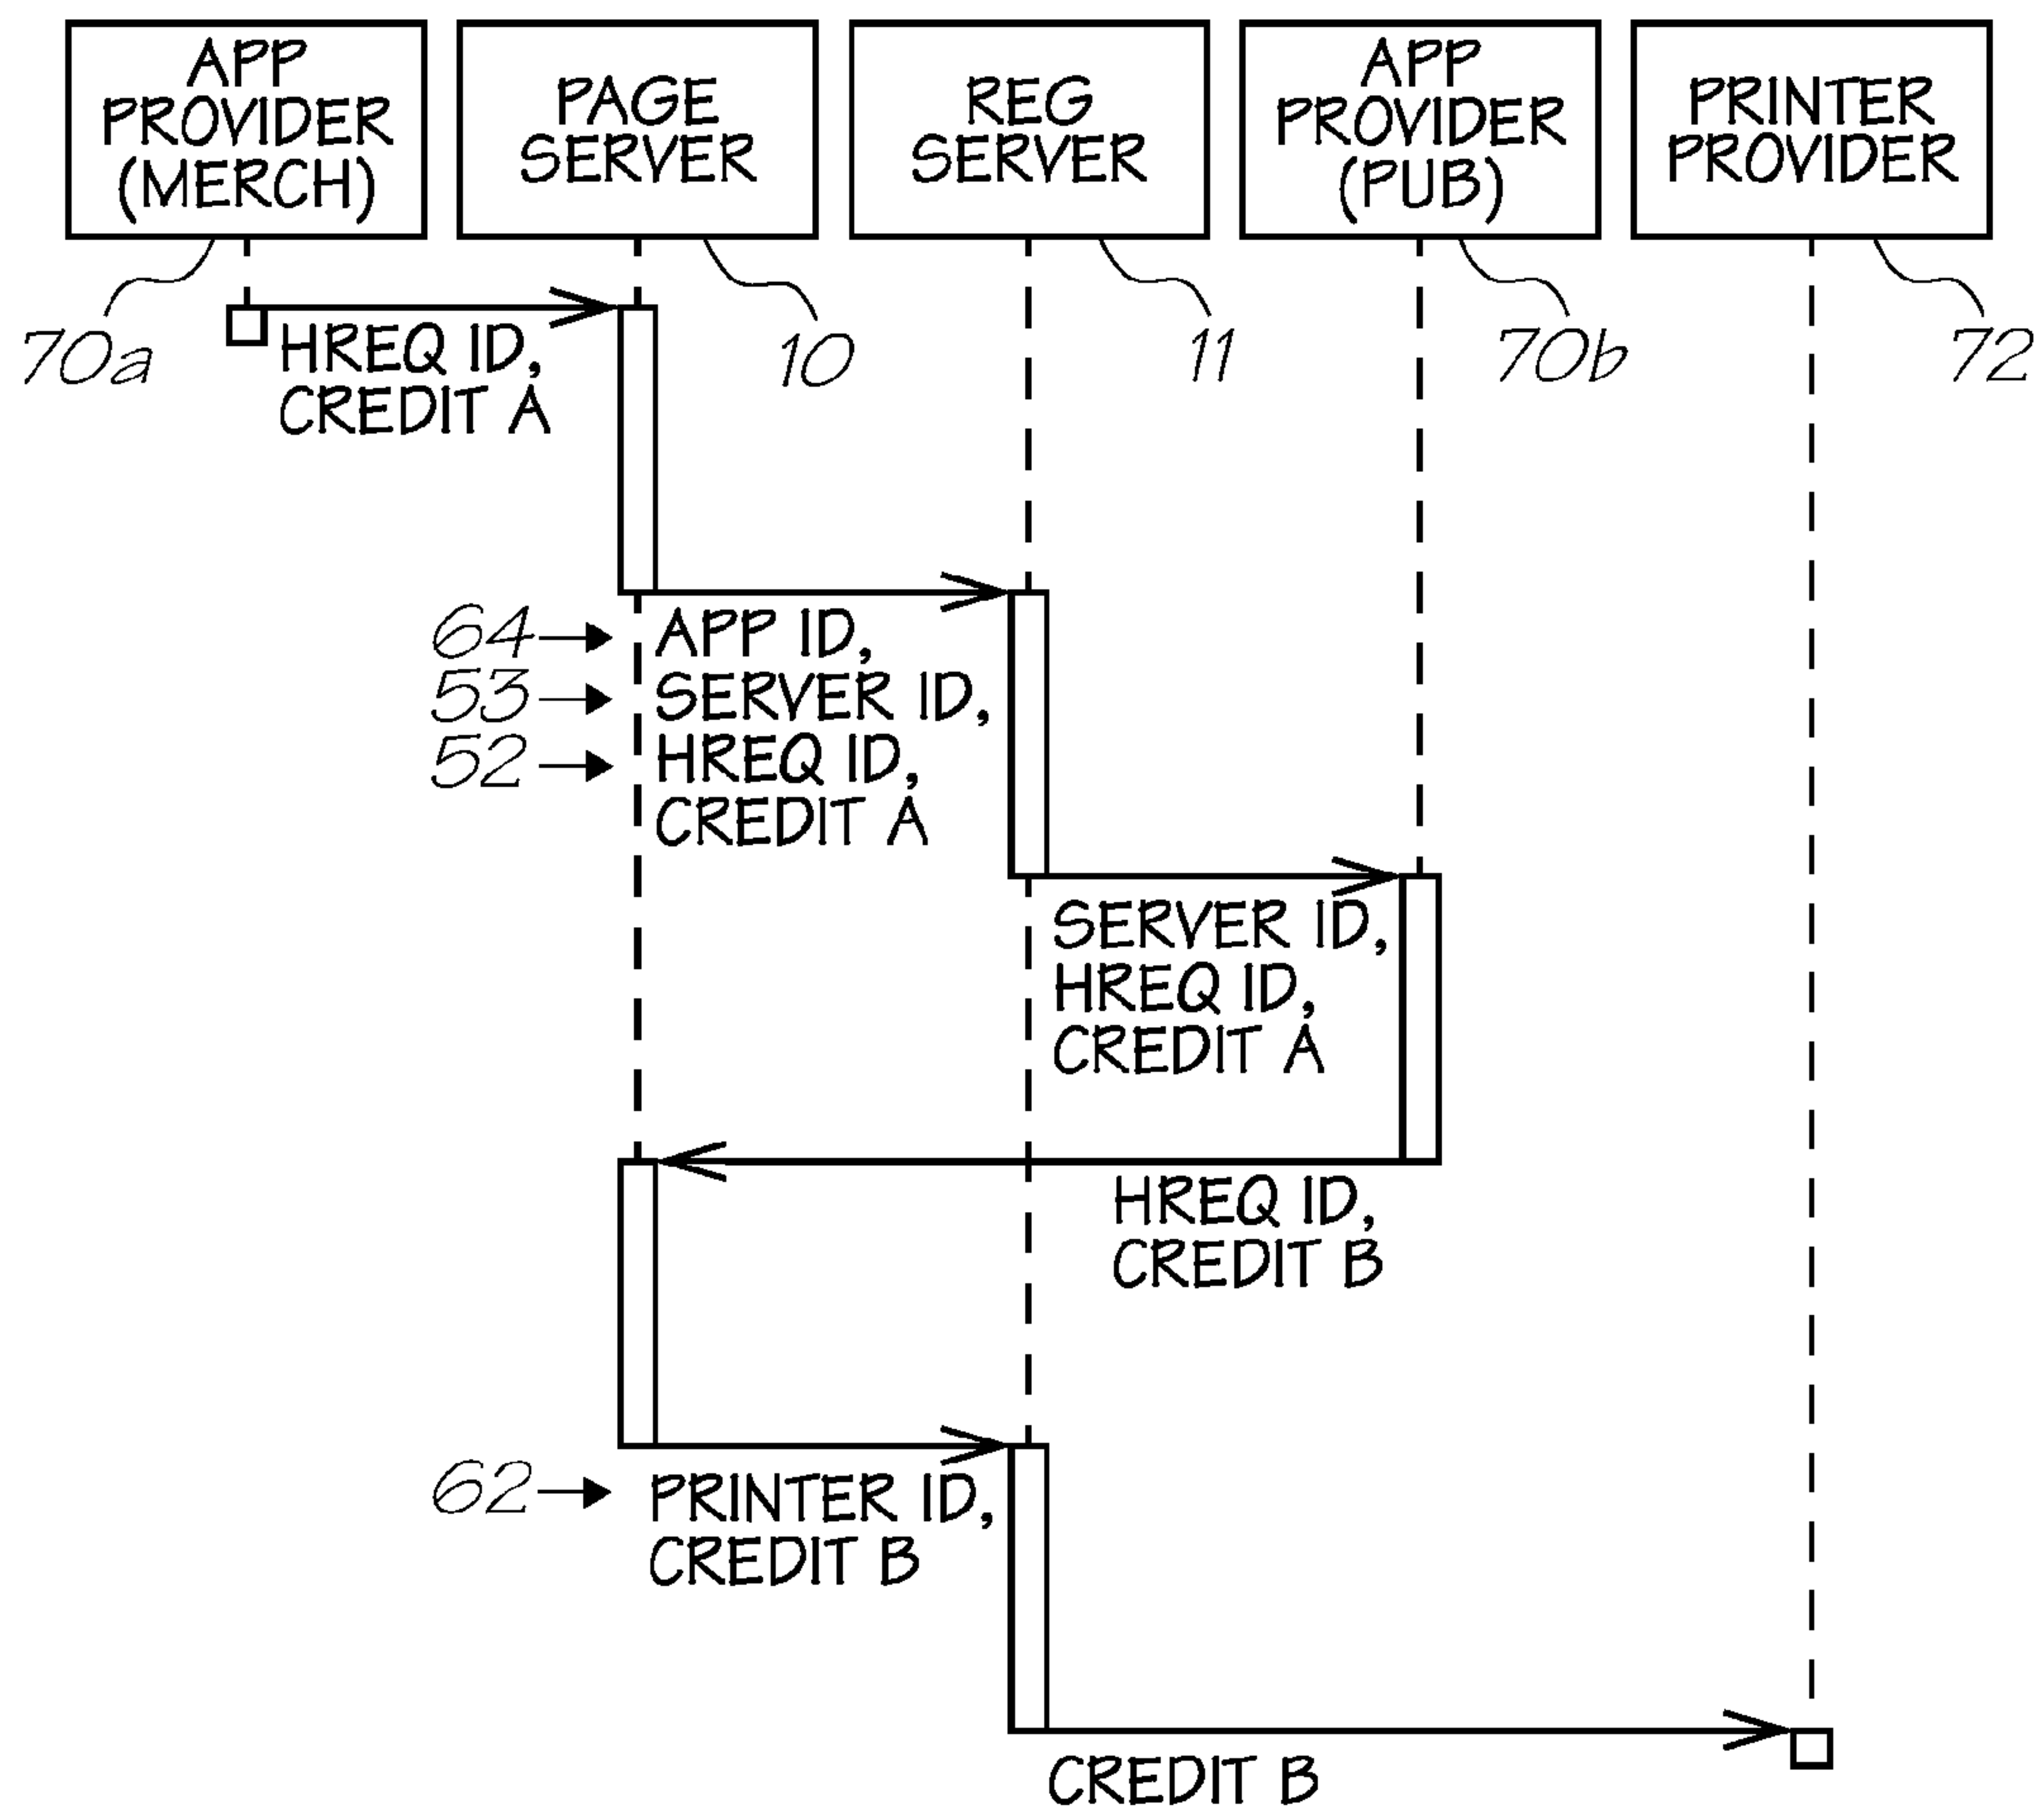 APP
PROVIDER
(MERCH)
PAGE
SERVER
REG
SERVER
APP
PROVIDER
(PUB)
PRINTER
PROVIDER
70a
10
11
70b
72
HREQ ID,
CREDIT A
64
APP ID,
53
SERVER ID,
52
HREQ ID,
CREDIT A
SERVER ID,
HREQ ID,
CREDIT A
HREQ ID,
CREDIT B
62
PRINTER ID,
CREDIT B
CREDIT B